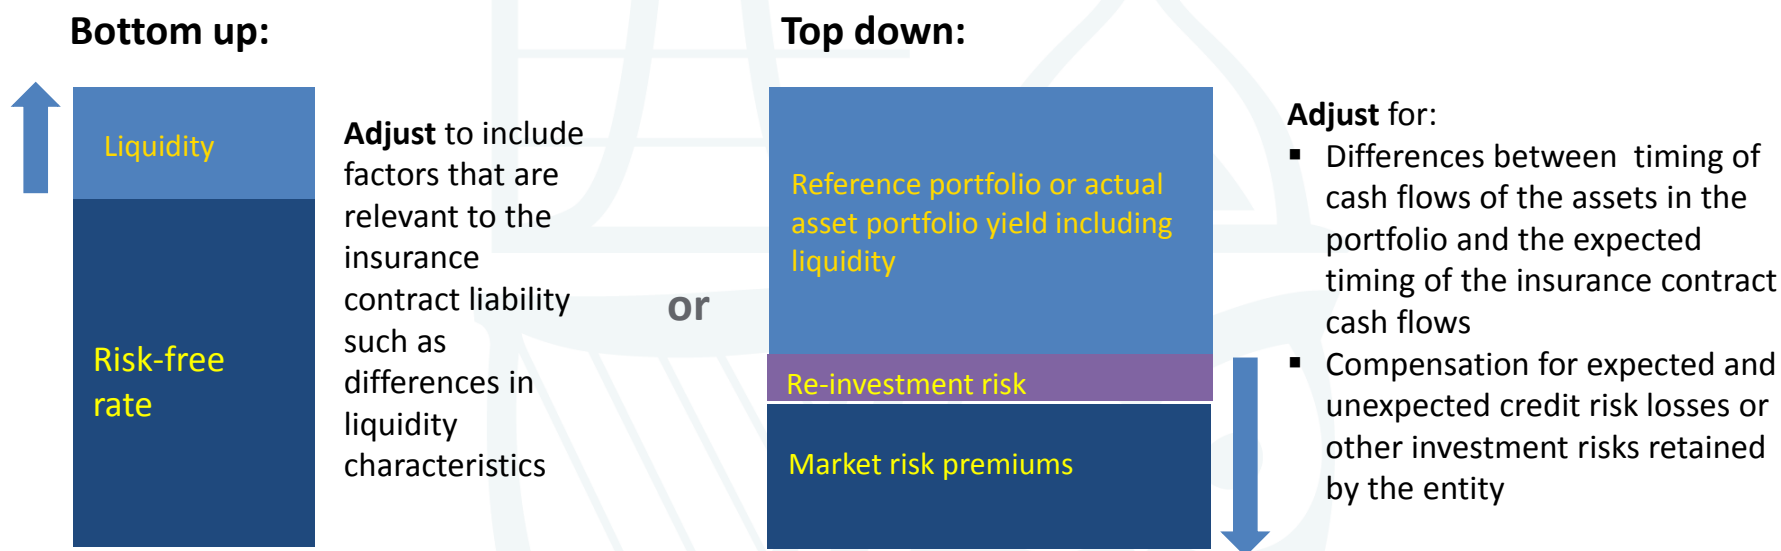 Bottom up:
Liquidity
Risk-free
rate
Adjust to include
factors that are
relevant to the
insurance
contract liability
such as
differences in
liquidity
characteristics
or
Top down:
Reference portfolio or actual
asset portfolio yield including
liquidity
Re-investment risk
Market risk premiums
Adjust for:
▪ Differences between timing of
cash flows of the assets in the
portfolio and the expected
timing of the insurance contract
cash flows
▪ Compensation for expected and
unexpected credit risk losses or
other investment risks retained
by the entity